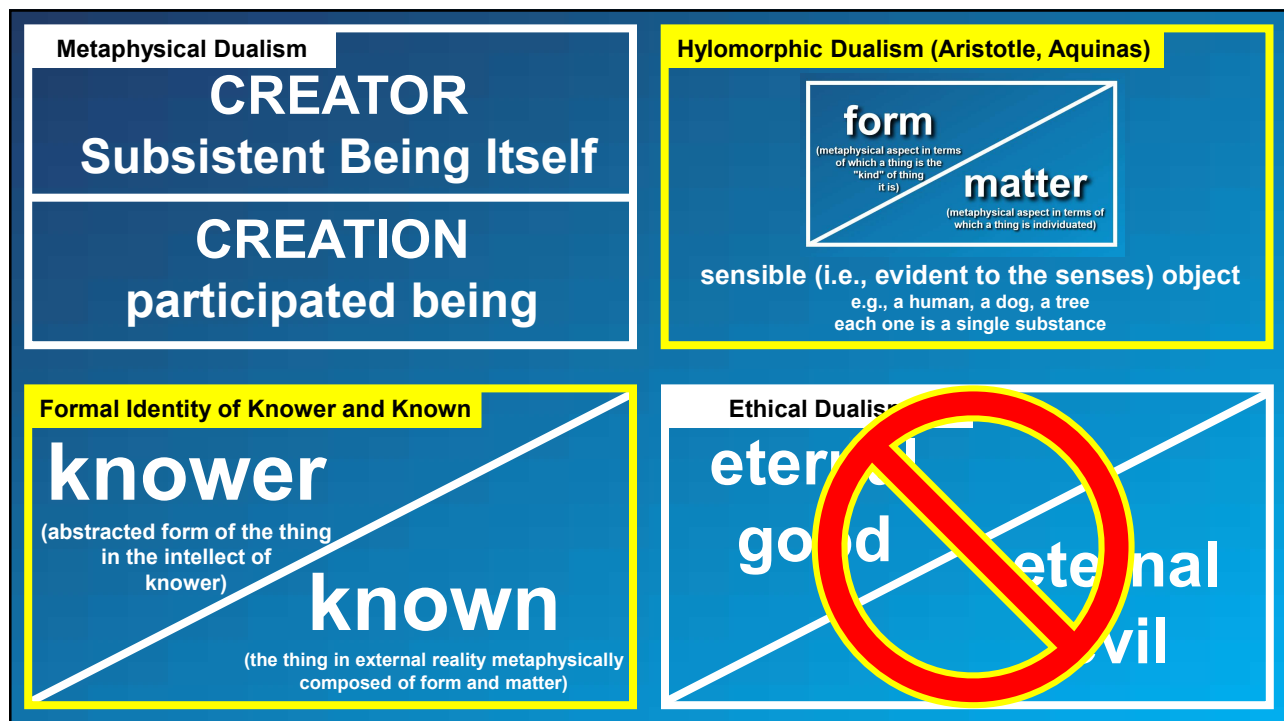 Metaphysical Dualism
CREATOR
Subsistent Being Itself
CREATION
participated being
Hylomorphic Dualism (Aristotle, Aquinas)
form
(metaphysical aspect in terms
of which a thing is the
"kind" of thing
it is)
matter
(metaphysical aspect in terms of
which a thing is individuated)
sensible (i.e., evident to the senses) object
e.g., a human, a dog, a tree
each one is a single substance
Formal Identity of Knower and Known
knower
(abstracted form of the thing
in the intellect of
knower)
known
(the thing in external reality metaphysically
composed of form and matter)
Ethical Dualism
eternal
good
eternal
evil